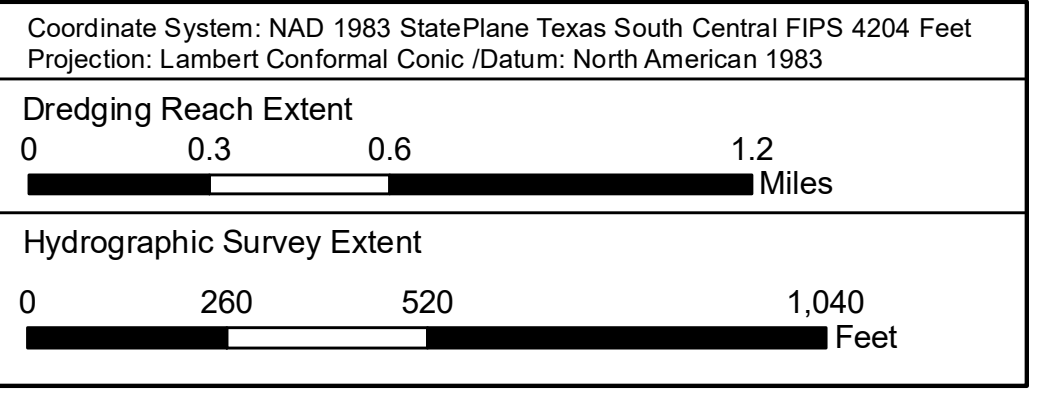 Coordinate System: NAD 1983 StatePlane Texas South Central FIPS 4204 Feet
Projection: Lambert Conformal Conic /Datum: North American 1983
Dredging Reach Extent
0 0.3 0.6 1.2
Miles
Hydrographic Survey Extent
0 260 520 1,040
Feet